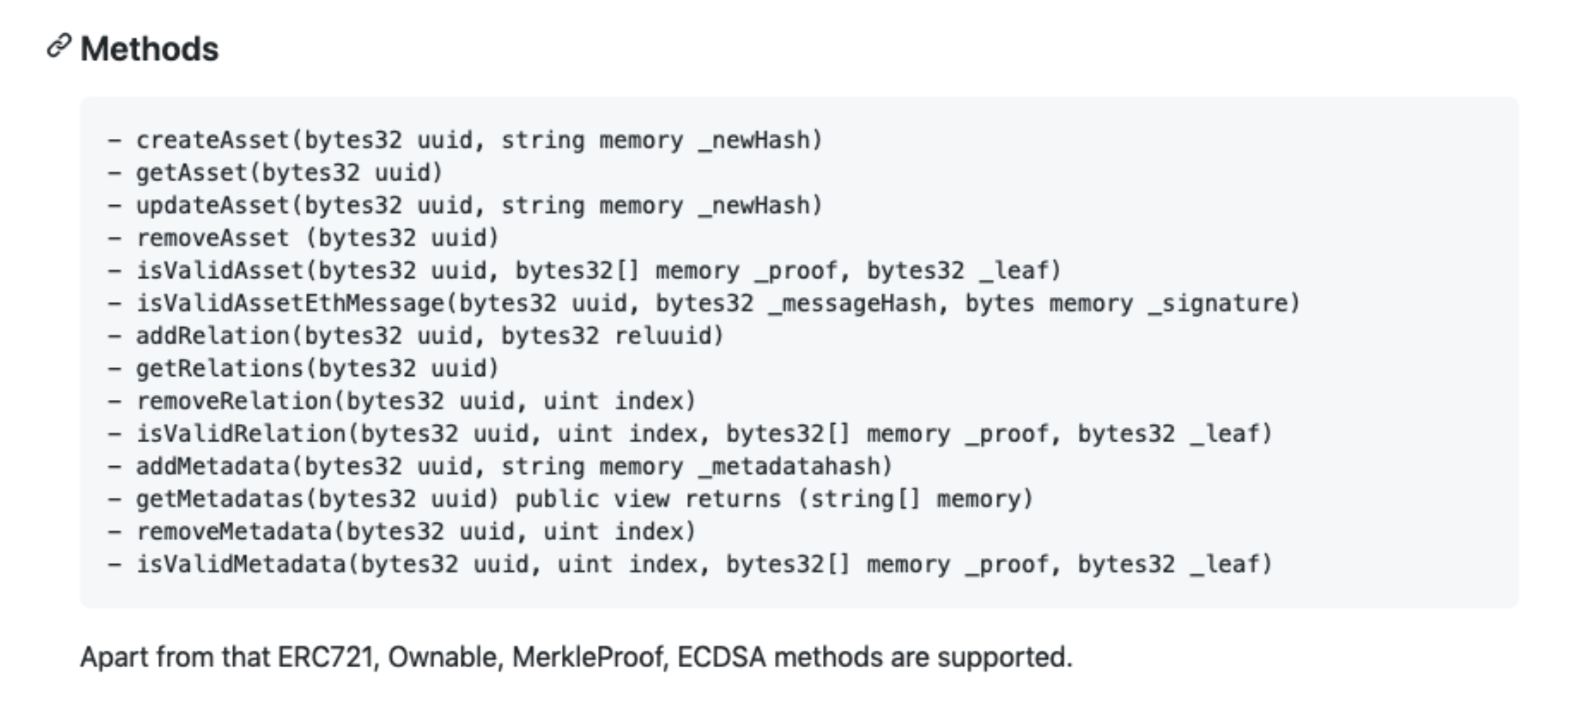 Methods
– createAsset(bytes32 uuid, string memory _newHash)
– getAsset(bytes32 uuid)
– updateAsset(bytes32 uuid, string memory _newHash)
– removeAsset (bytes32 uuid)
– isValidAsset(bytes32 uuid, bytes32[] memory _proof, bytes32 _leaf)
– isValidAssetEthMessage(bytes32 uuid, bytes32 _messageHash, bytes memory _signature)
– addRelation(bytes32 uuid, bytes32 reluuid)
– getRelations(bytes32 uuid)
– removeRelation(bytes32 uuid, uint index)
– isValidRelation(bytes32 uuid, uint index, bytes32[] memory _proof, bytes32 _leaf)
– addMetadata(bytes32 uuid, string memory _metadatahash)
– getMetadatas(bytes32 uuid) public view returns (string[] memory)
– removeMetadata(bytes32 uuid, uint index)
– isValidMetadata(bytes32 uuid, uint index, bytes32[] memory _proof, bytes32 _leaf)
Apart from that ERC721, Ownable, MerkleProof, ECDSA methods are supported.